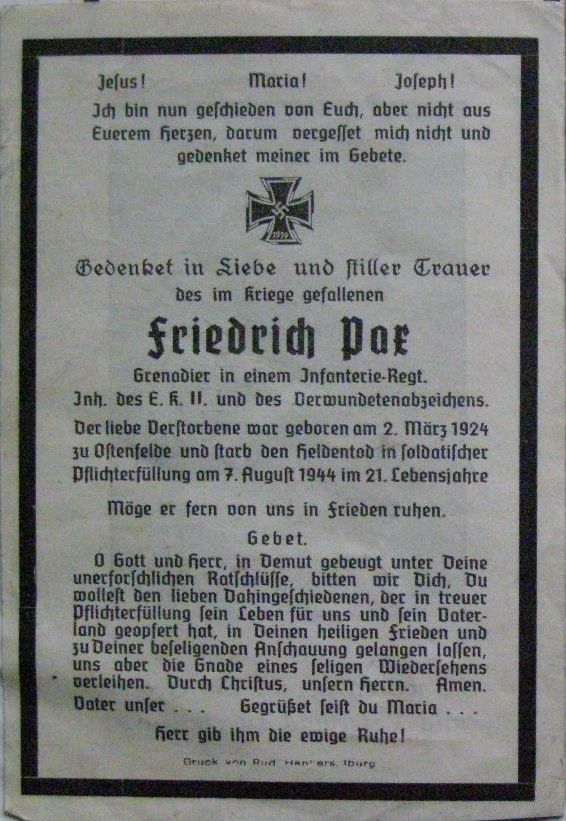 Jesus! Maria! Joseph!
Ich bin nun geschieden von Euch, aber nicht aus
Euerem Herzen, darum vergesset mich nicht und
gedenket meiner im Gebete.
1939
Gedenket in Liebe und stiller Trauer
des im Kriege gefallenen
Friedrich Pax
Grenadier in einem Infanterie-Regt.
Inh. des E. K. II. und des Verwundetenabzeichens.
Der liebe Verstorbene war geboren am 2. März 1924
zu Ostenfelde und starb den Heldentod in soldatischer
Pflichterfüllung am 7. August 1944 im 21. Lebensjahre
Möge er fern von uns in Frieden ruhen.
Gebet.
O Gott und Herr, in Demut gebeugt unter Deine
unerforschlichen Ratschlüsse, bitten wir Dich, Du
wollest den lieben Dahingeschiedenen, der in treuer
Pflichterfüllung sein Leben für uns und sein Vater-
land geopfert hat, in Deinen heiligen Frieden und
zu Deiner beseligenden Anschauung gelangen lassen,
uns aber die Gnade eines seligen Wiedersehens
verleihen. Durch Christus, unsern Herrn. Amen.
Vater unser . . . Gegrüßet seist du Maria . . .
Herr gib ihm die ewige Ruhe!
Druck von Rud. Iburg